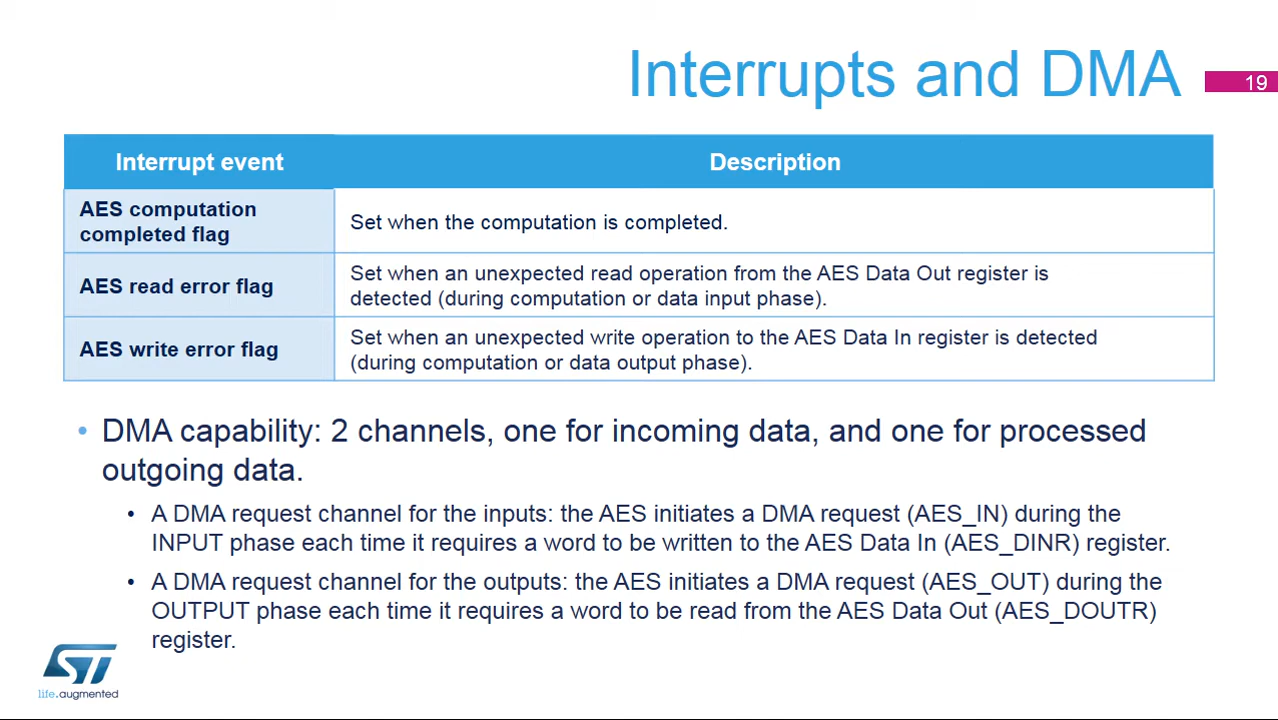 Interrupts and DMA
19
Interrupt event
Description
AES computation
completed flag
Set when the computation is completed.
AES read error flag
Set when an unexpected read operation from the AES Data Out register is
detected (during computation or data input phase).
AES write error flag
Set when an unexpected write operation to the AES Data In register is detected
(during computation or data output phase).
• DMA capability: 2 channels, one for incoming data, and one for processed
outgoing data.
• A DMA request channel for the inputs: the AES initiates a DMA request (AES_IN) during the
INPUT phase each time it requires a word to be written to the AES Data In (AES_DINR) register.
• A DMA request channel for the outputs: the AES initiates a DMA request (AES_OUT) during the
OUTPUT phase each time it requires a word to be read from the AES Data Out (AES_DOUTR)
register.
ST
life.augmented